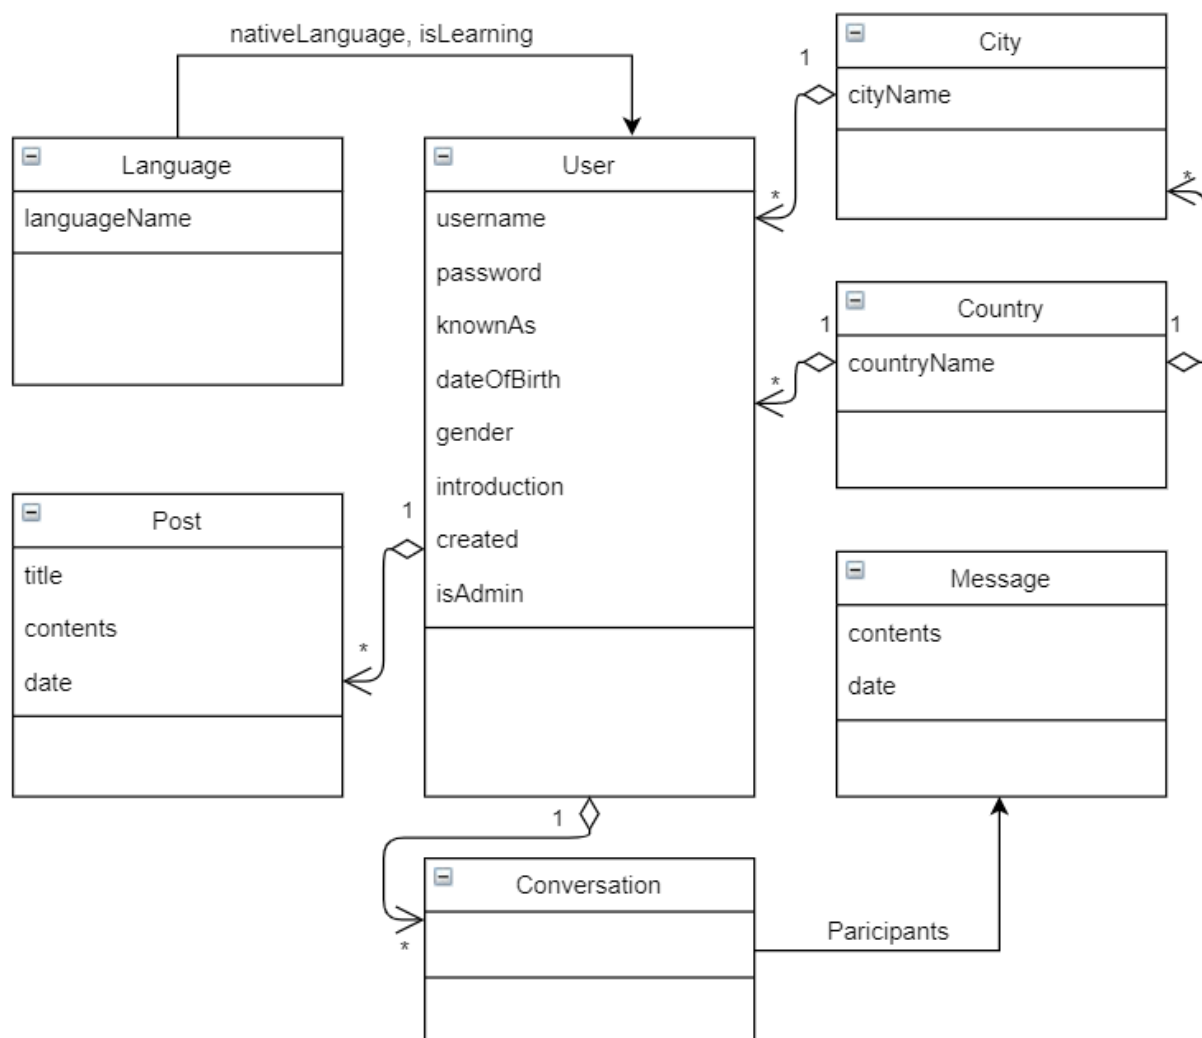 nativeLanguage, isLearning
City
1
cityName
*
Language
languageName
User
username
password
knownAs
dateOfBirth
gender
introduction
created
isAdmin
*
Country
1
1
countryName
*
Post
title
contents
date
1
*
Message
contents
date
1
*
Conversation
Paricipants